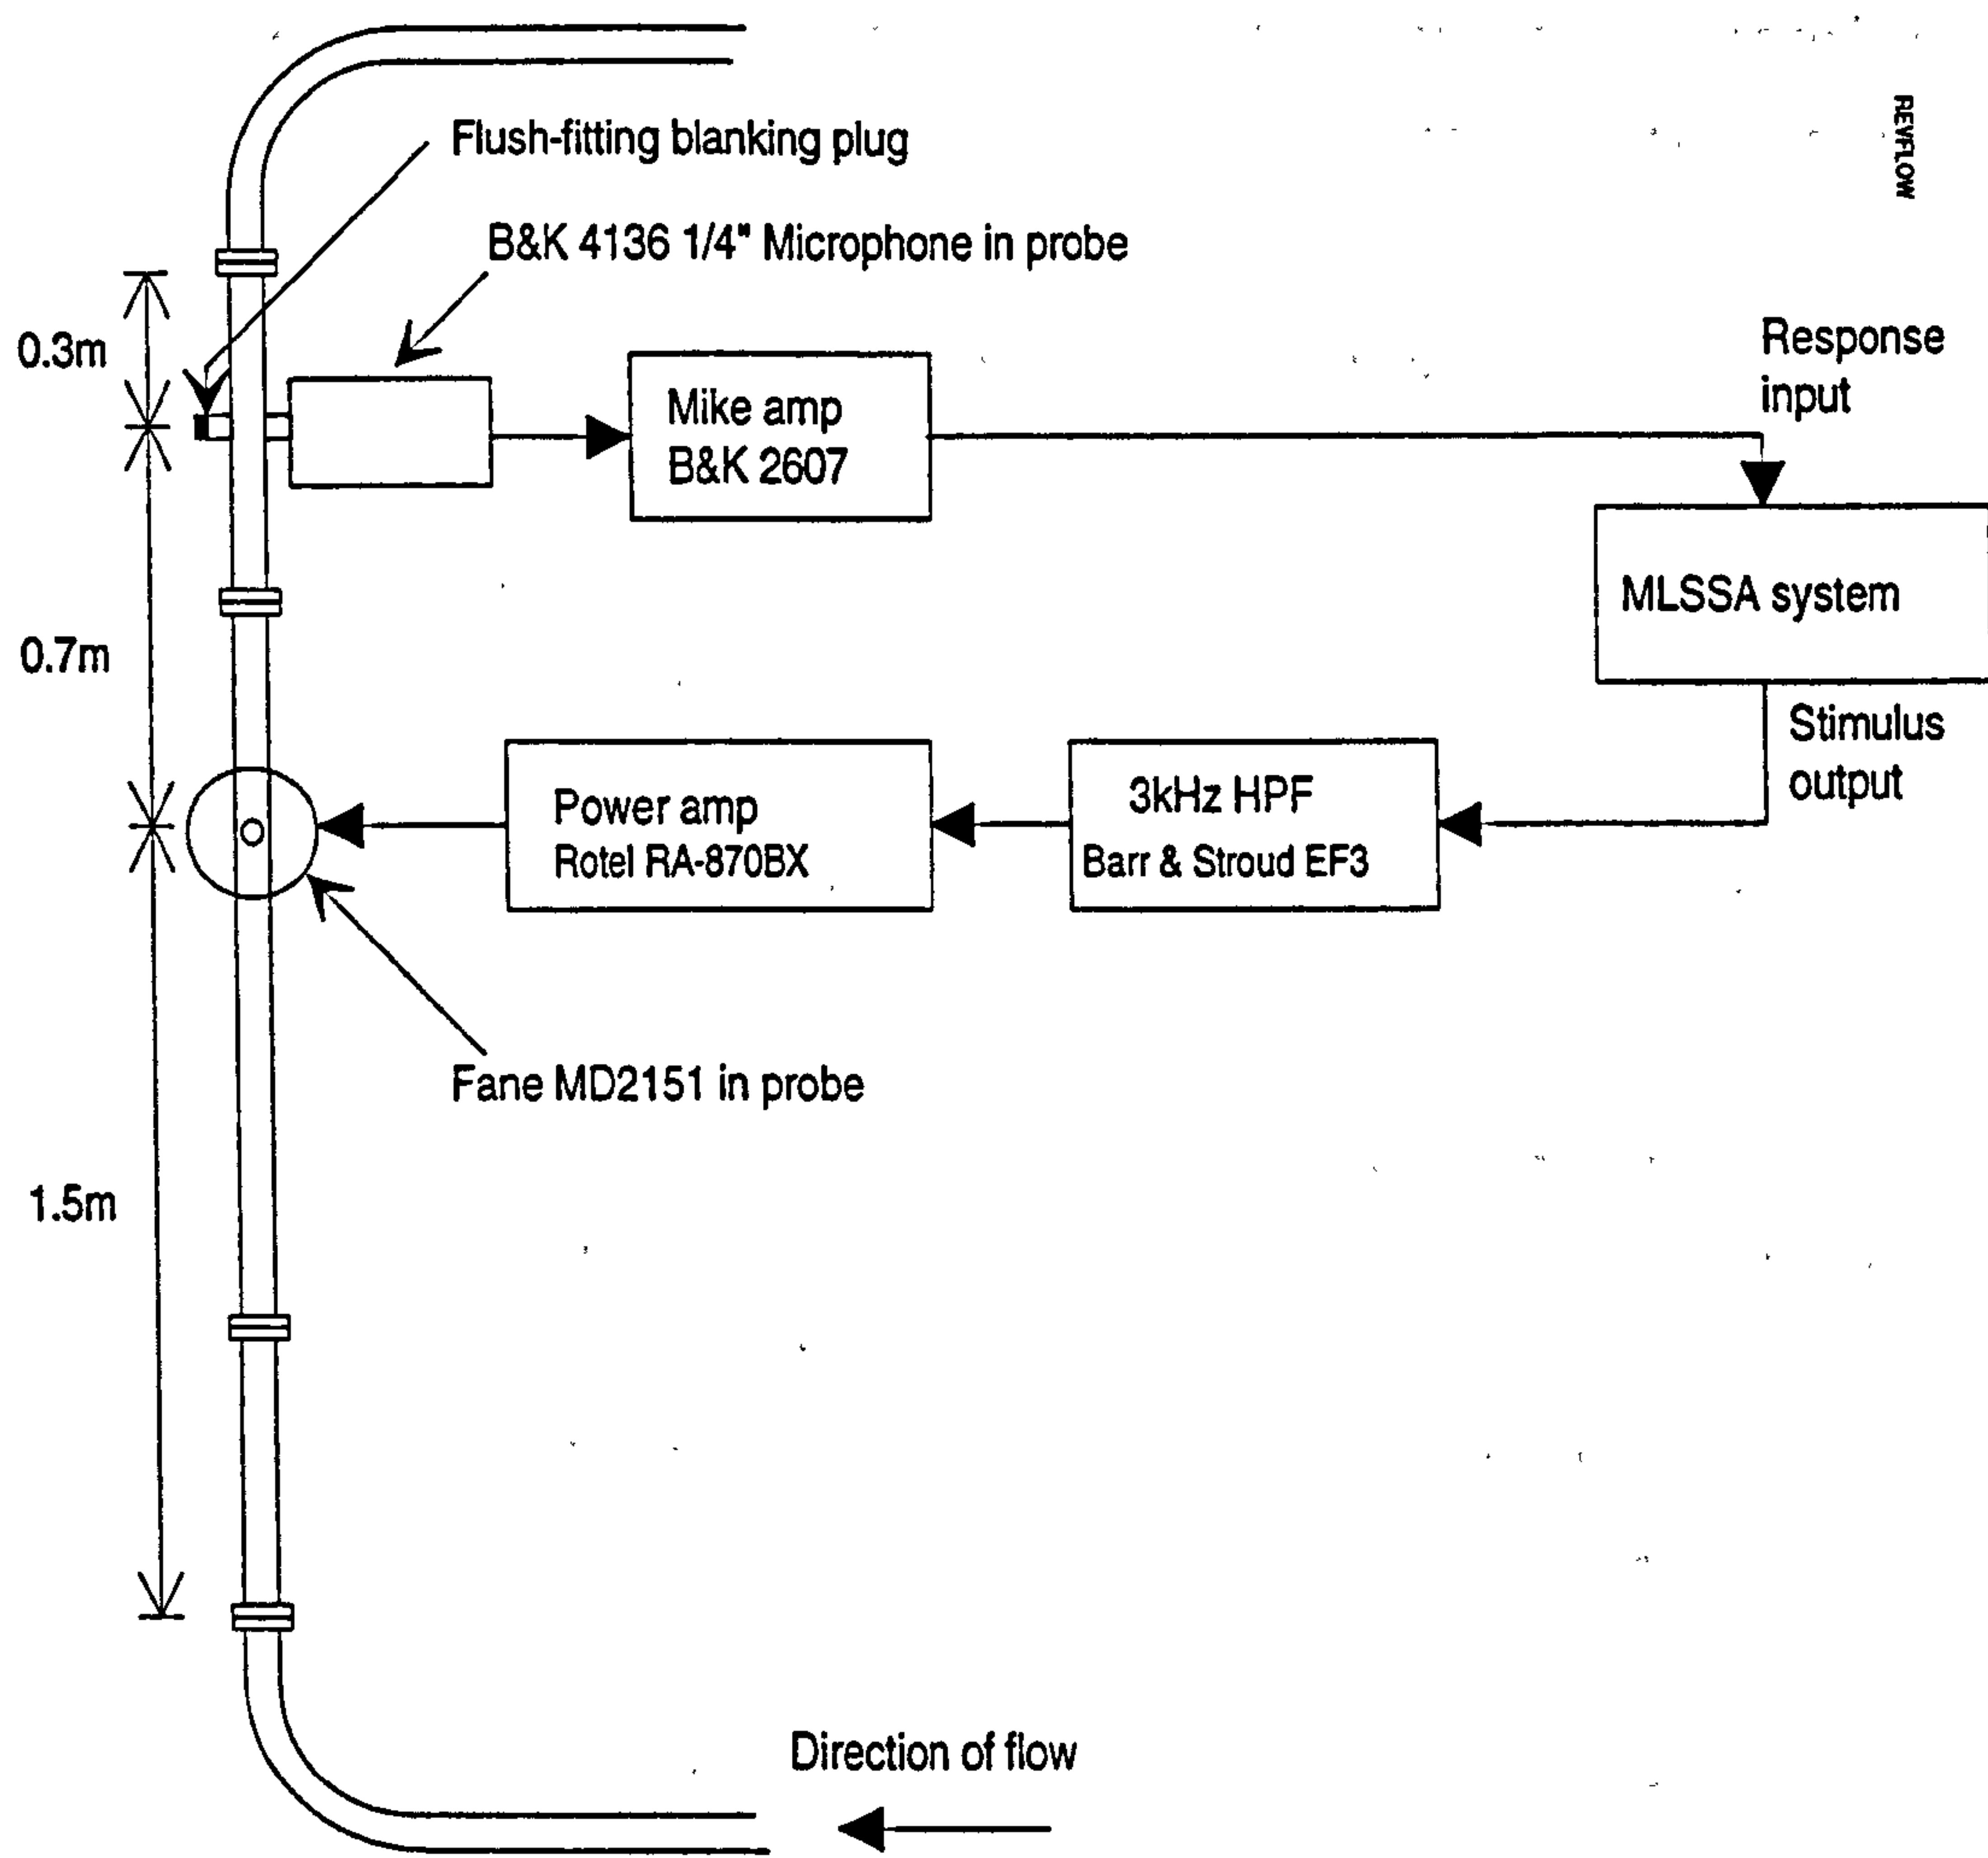 Flush-fitting blanking plug
REVFLOW
B&K 4136 1/4" Microphone in probe
0.3m
Response
input
Mike amp
B&K 2607
MLSSA system
0.7m
Stimulus
output
Power amp
Rotel RA-870BX
3kHz HPF
Barr & Stroud EF3
Fane MD2151 in probe
1.5m
Direction of flow